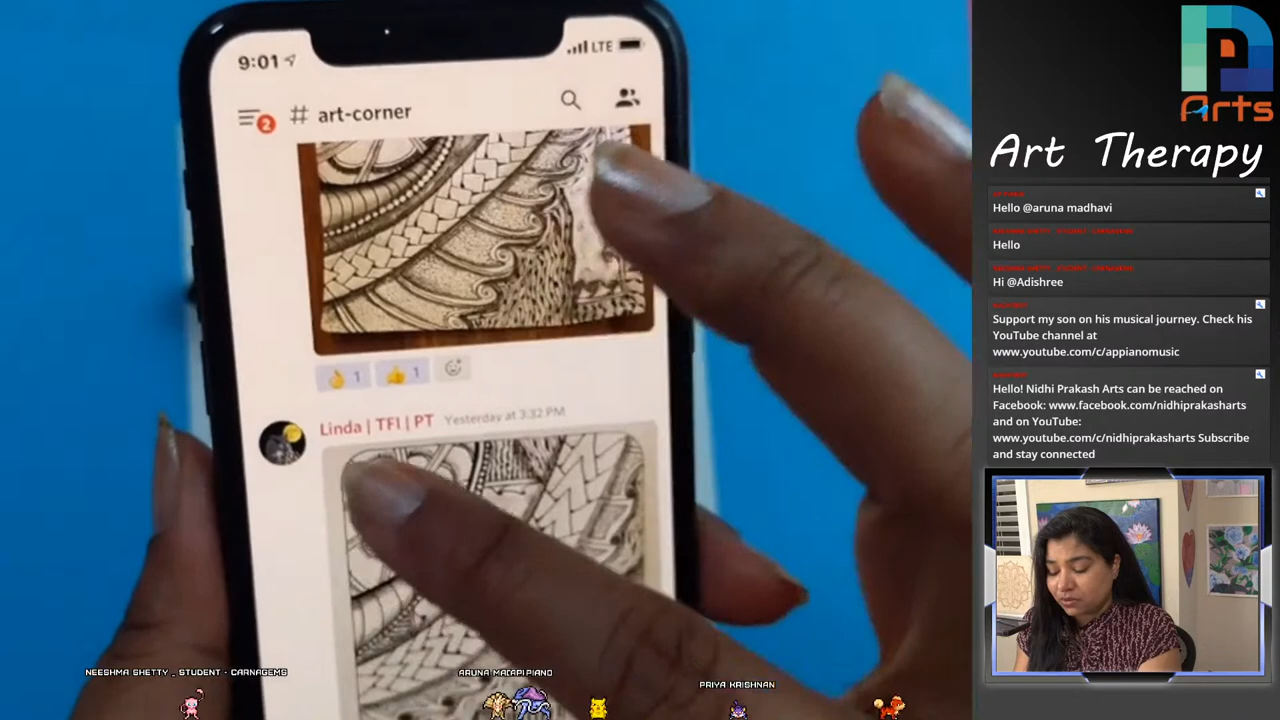 9:01
LTE
2
# art-corner
1
1
Linda | TFI | PT Yesterday at 3:32 PM
Arts
Art Therapy
Hello @aruna madhavi
Hello
Hi @Adishree
Support my son on his musical journey. Check his
YouTube channel at
www.youtube.com/c/appianomusic
Hello! Nidhi Prakash Arts can be reached on
Facebook: www.facebook.com/nidhiprakasharts
and on YouTube:
www.youtube.com/c/nidhiprakasharts Subscribe
and stay connected
NEESHMA SHETTY _ STUDENT - CARNAGEMS
PRIYA KRISHNAN